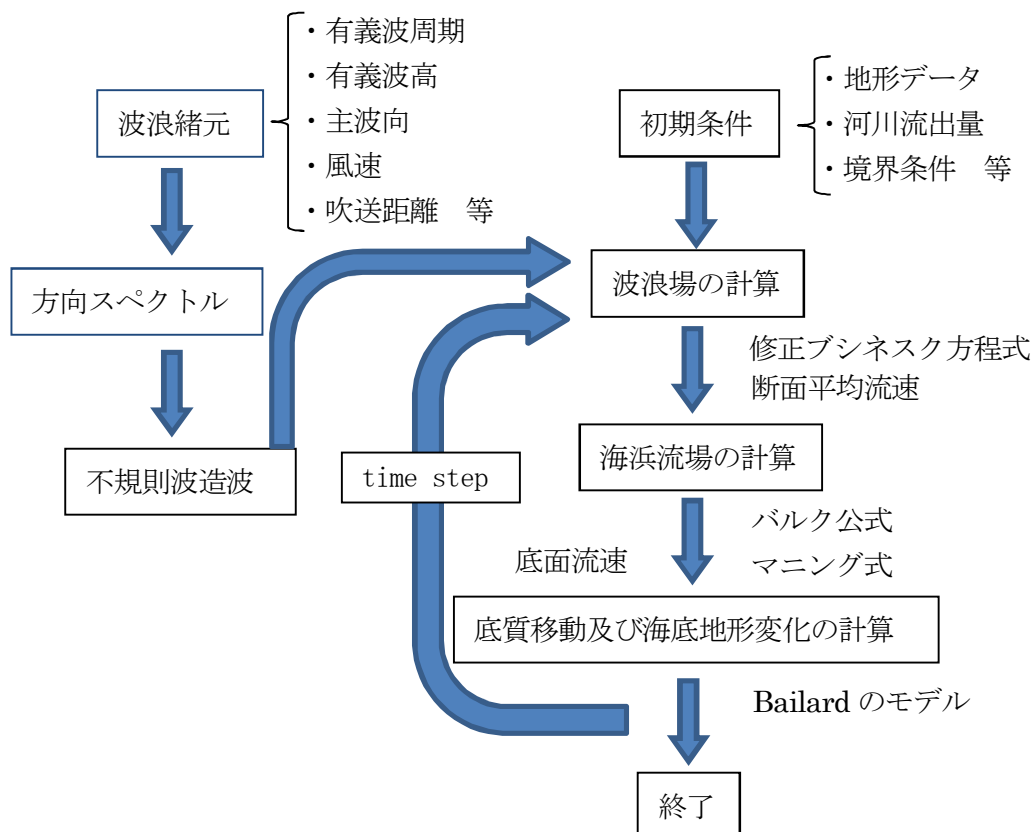 ・有義波周期
・有義波高
・主波向
・風速
・吹送距離　等
波浪緒元
初期条件
・地形データ
・河川流出量
・境界条件　等
方向スペクトル
波浪場の計算
修正ブシネスク方程式
断面平均流速
不規則波造波
time step
海浜流場の計算
バルク公式
マニング式
底面流速
底質移動及び海底地形変化の計算
Bailard のモデル
終了